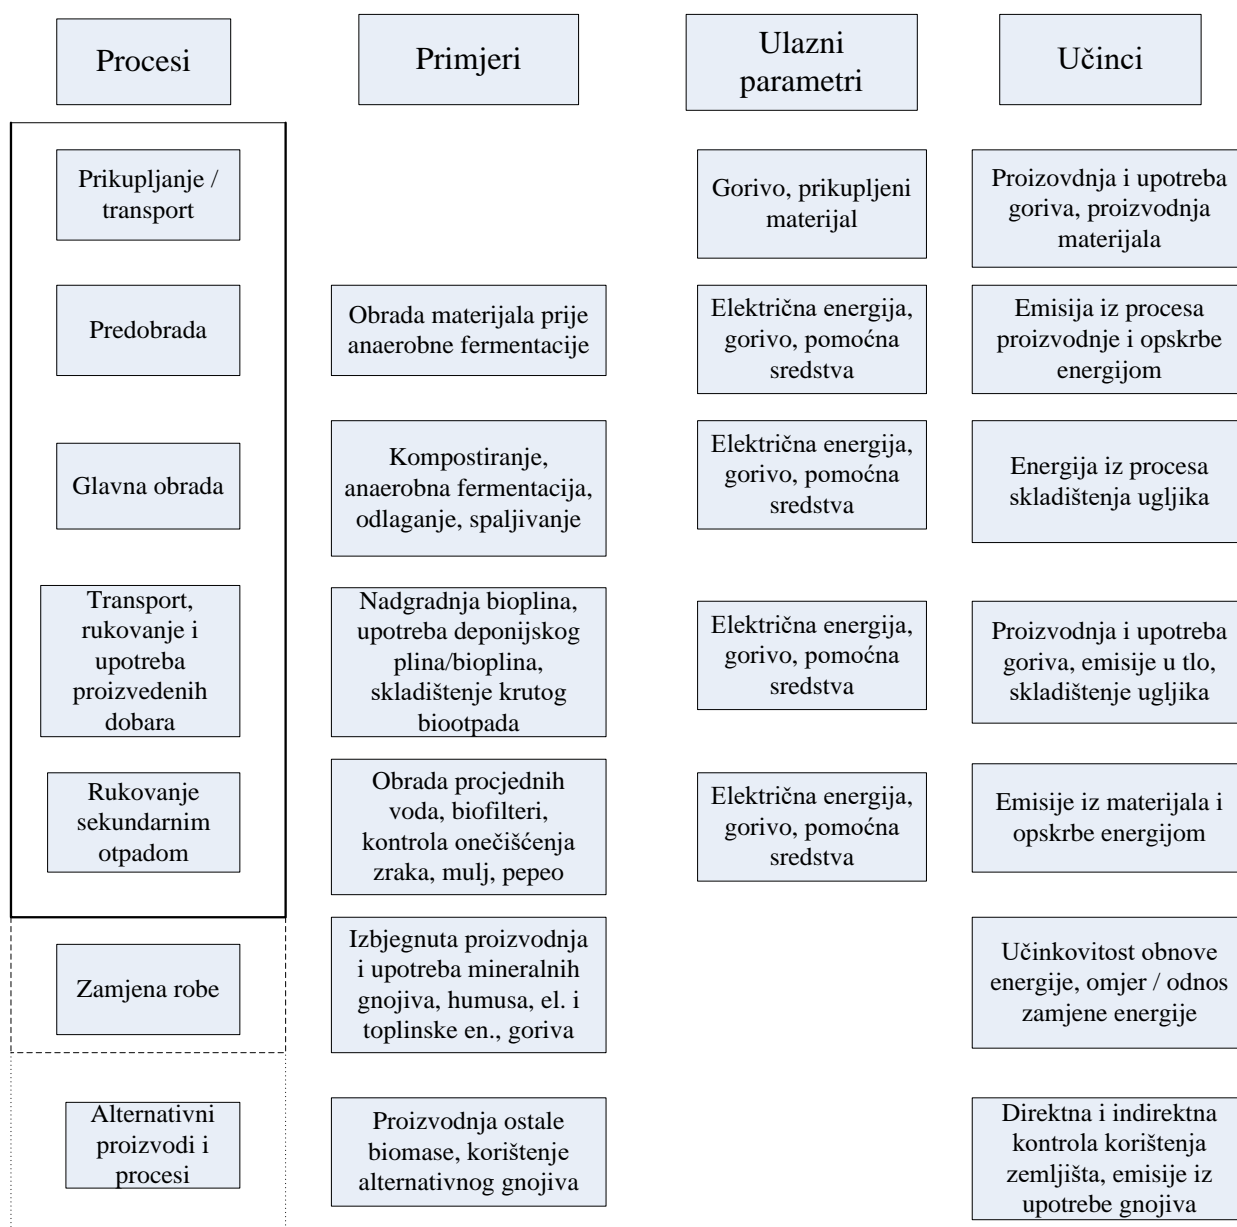 Procesi
Primjeri
Ulazni
parametri
Učinci
Prikupljanje /
transport
Gorivo, prikupljeni
materijal
Proizovdnja i upotreba
goriva, proizvodnja
materijala
Predobrada
Obrada materijala prije
anaerobne fermentacije
Električna energija,
gorivo, pomoćna
sredstva
Emisija iz procesa
proizvodnje i opskrbe
energijom
Glavna obrada
Kompostiranje,
anaerobna fermentacija,
odlaganje, spaljivanje
Električna energija,
gorivo, pomoćna
sredstva
Energija iz procesa
skladištenja ugljika
Transport,
rukovanje i
upotreba
proizvedenih
dobara
Nadgradnja bioplina,
upotreba deponijskog
plina/bioplina,
skladištenje krutog
biootpada
Električna energija,
gorivo, pomoćna
sredstva
Proizvodnja i upotreba
goriva, emisije u tlo,
skladištenje ugljika
Rukovanje
sekundarnim
otpadom
Obrada procjednih
voda, biofilteri,
kontrola onečišćenja
zraka, mulj, pepeo
Električna energija,
gorivo, pomoćna
sredstva
Emisije iz materijala i
opskrbe energijom
Zamjena robe
Izbjegnuta proizvodnja
i upotreba mineralnih
gnojiva, humusa, el. i
toplinske en., goriva
Učinkovitost obnove
energije, omjer / odnos
zamjene energije
Alternativni
proizvodi i
procesi
Proizvodnja ostale
biomase, korištenje
alternativnog gnojiva
Direktna i indirektna
kontrola korištenja
zemljišta, emisije iz
upotrebe gnojiva